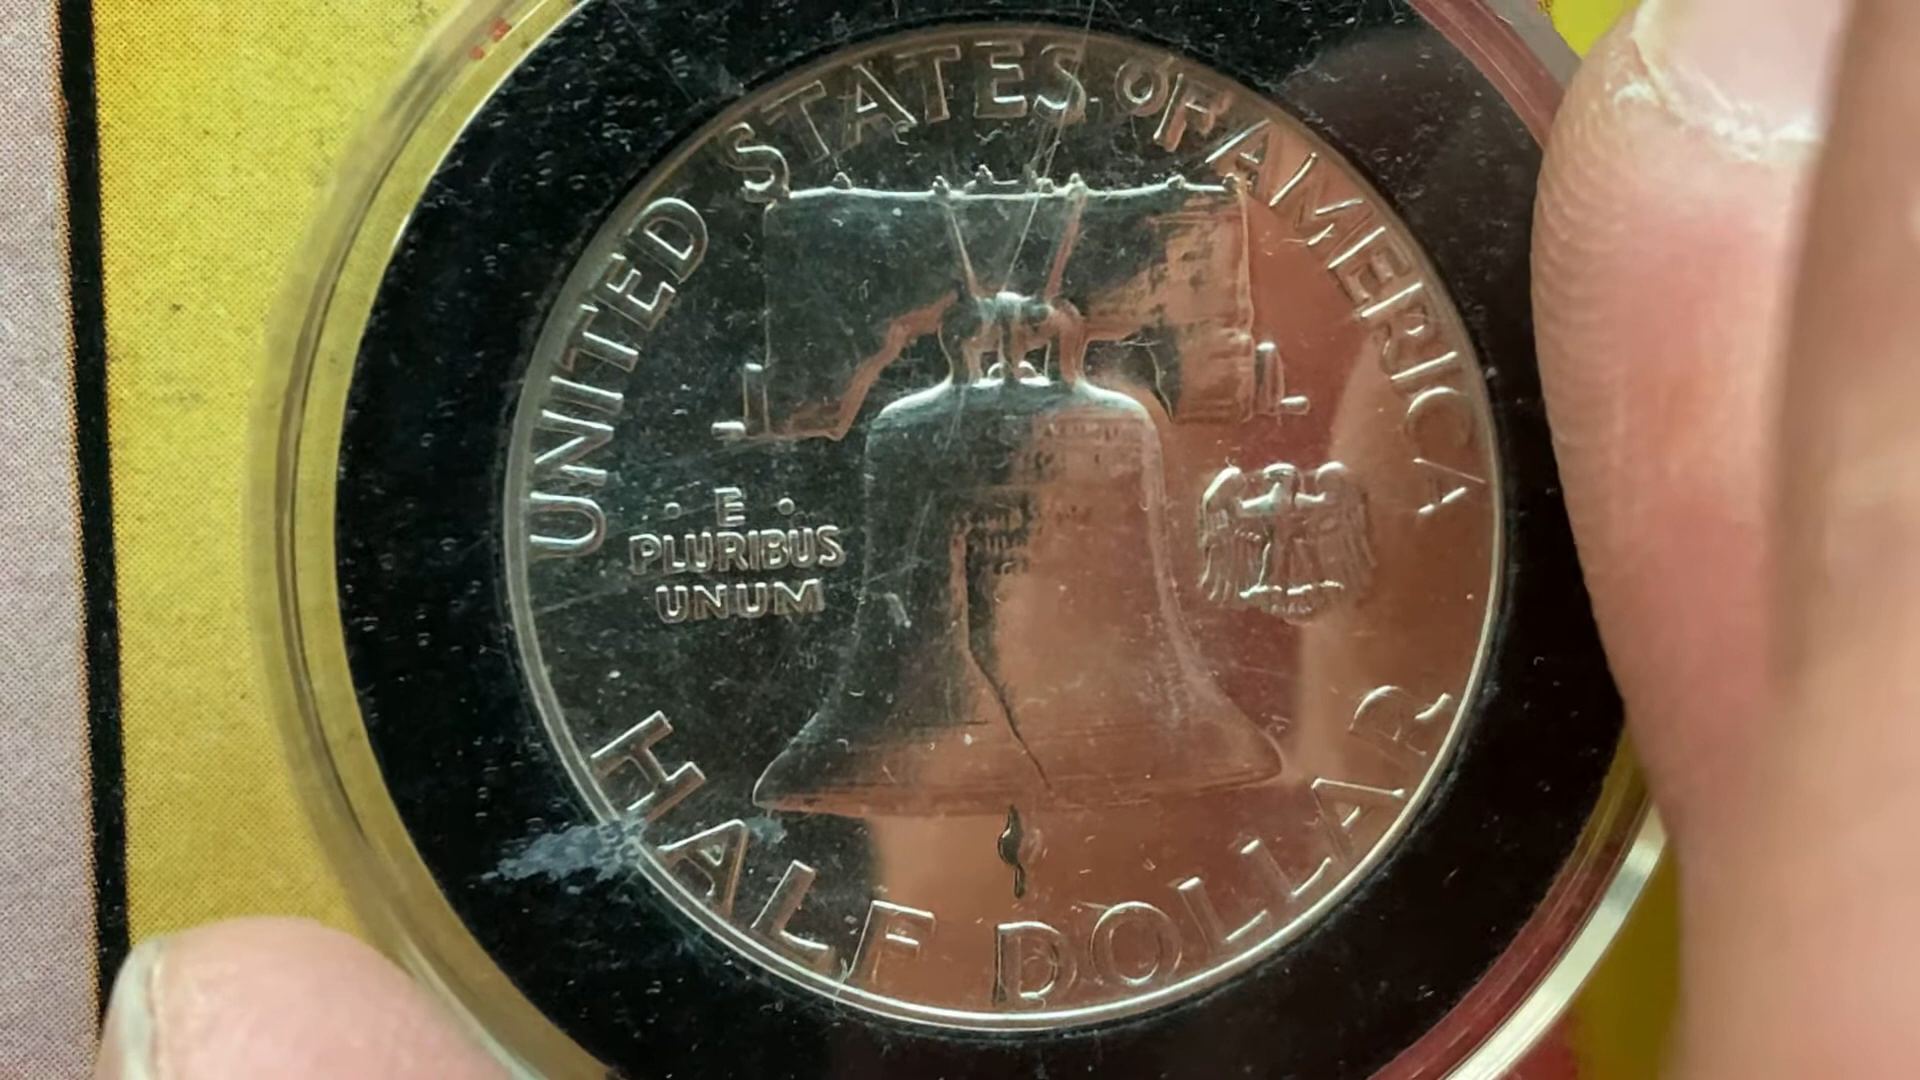 UNITED STATES OF AMERICA
· E ·
PLURIBUS
UNUM
HALF DOLLAR